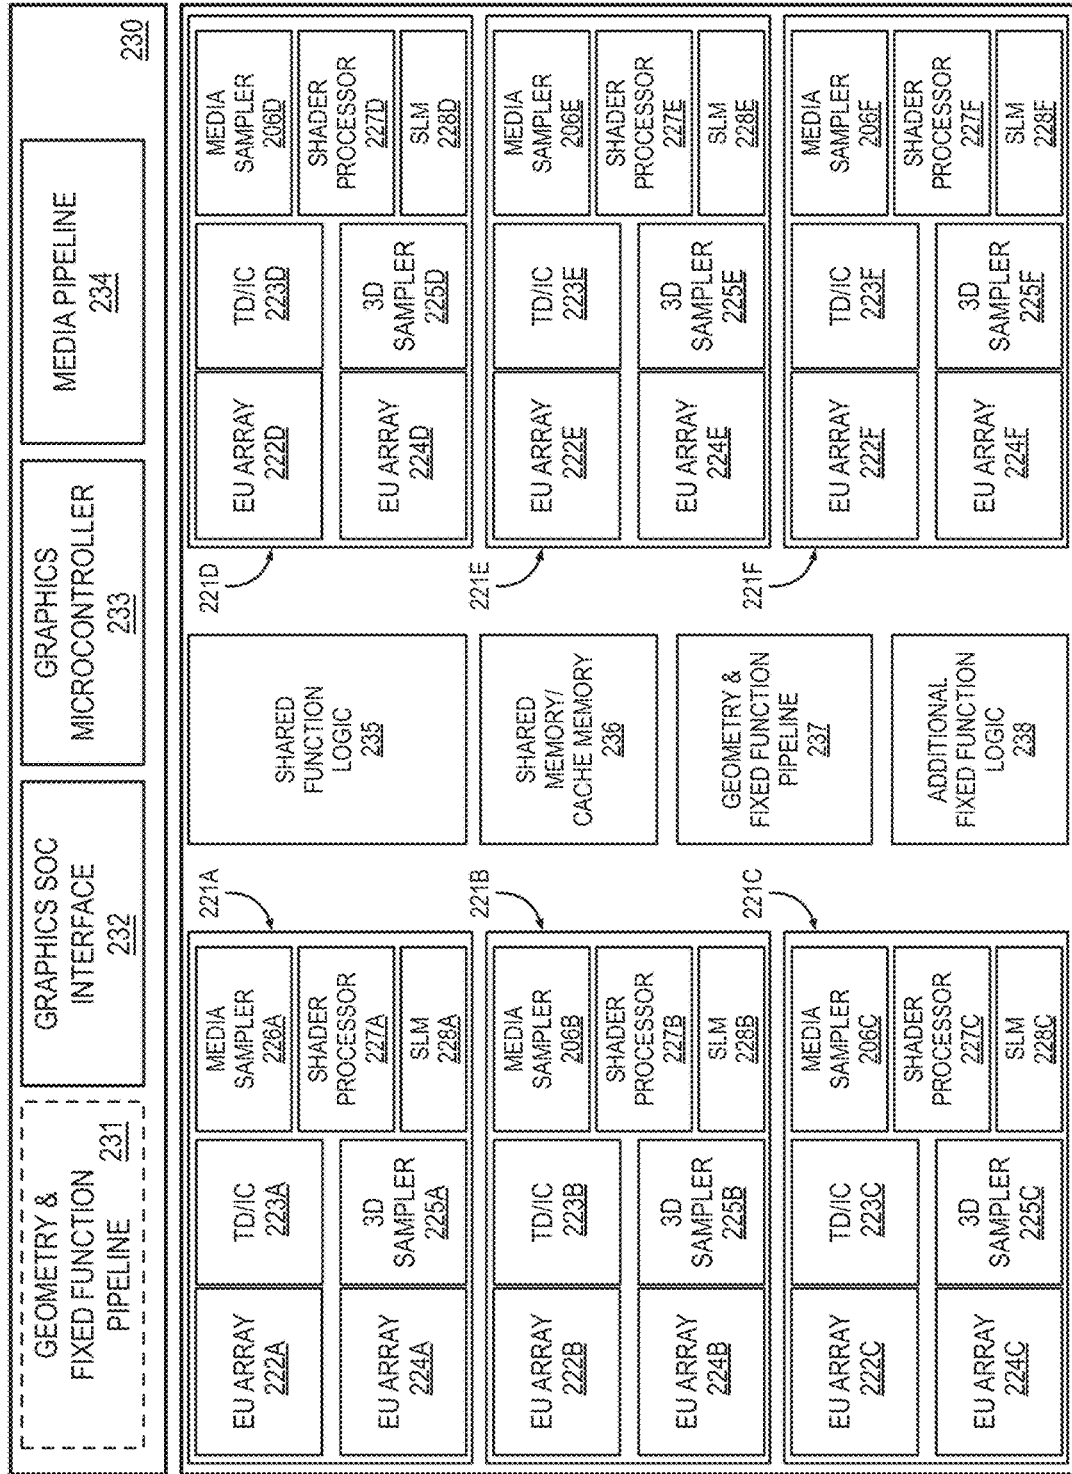 GEOMETRY &
FIXED FUNCTION
PIPELINE
231
GRAPHICS SOC
INTERFACE
232
GRAPHICS
MICROCONTROLLER
233
MEDIA PIPELINE
234
230
221A
EU ARRAY
222A
TD/IC
223A
MEDIA
SAMPLER
226A
SHADER
PROCESSOR
227A
EU ARRAY
224A
3D
SAMPLER
225A
SLM
228A
221B
EU ARRAY
222B
TD/IC
223B
MEDIA
SAMPLER
206B
SHADER
PROCESSOR
227B
EU ARRAY
224B
3D
SAMPLER
225B
SLM
228B
221C
EU ARRAY
222C
TD/IC
223C
MEDIA
SAMPLER
206C
SHADER
PROCESSOR
227C
EU ARRAY
224C
3D
SAMPLER
225C
SLM
228C
SHARED
FUNCTION
LOGIC
235
SHARED
MEMORY/
CACHE MEMORY
236
GEOMETRY &
FIXED FUNCTION
PIPELINE
237
ADDITIONAL
FIXED FUNCTION
LOGIC
238
221D
EU ARRAY
222D
TD/IC
223D
MEDIA
SAMPLER
206D
SHADER
PROCESSOR
227D
EU ARRAY
224D
3D
SAMPLER
225D
SLM
228D
221E
EU ARRAY
222E
TD/IC
223E
MEDIA
SAMPLER
206E
SHADER
PROCESSOR
227E
EU ARRAY
224E
3D
SAMPLER
225E
SLM
228E
221F
EU ARRAY
222F
TD/IC
223F
MEDIA
SAMPLER
206F
SHADER
PROCESSOR
227F
EU ARRAY
224F
3D
SAMPLER
225F
SLM
228F